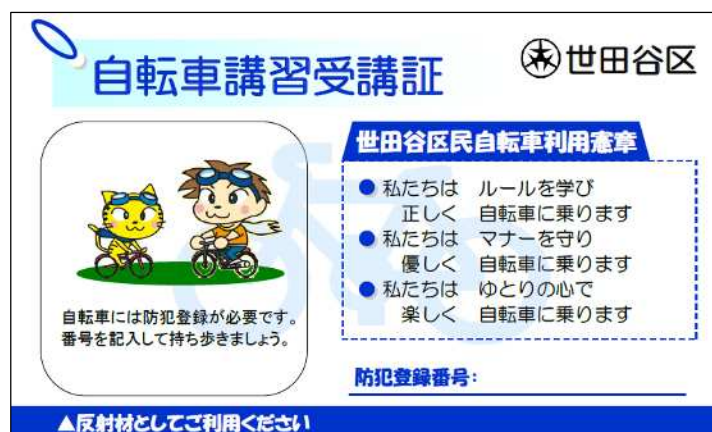 自転車講習受講証
世田谷区
自転車には防犯登録が必要です。
番号を記入して持ち歩きましょう。
世田谷区民自転車利用憲章
● 私たちは　ルールを学び
正しく　自転車に乗ります
● 私たちは　マナーを守り
優しく　自転車に乗ります
● 私たちは　ゆとりの心で
楽しく　自転車に乗ります
防犯登録番号：
▲反射材としてご利用ください